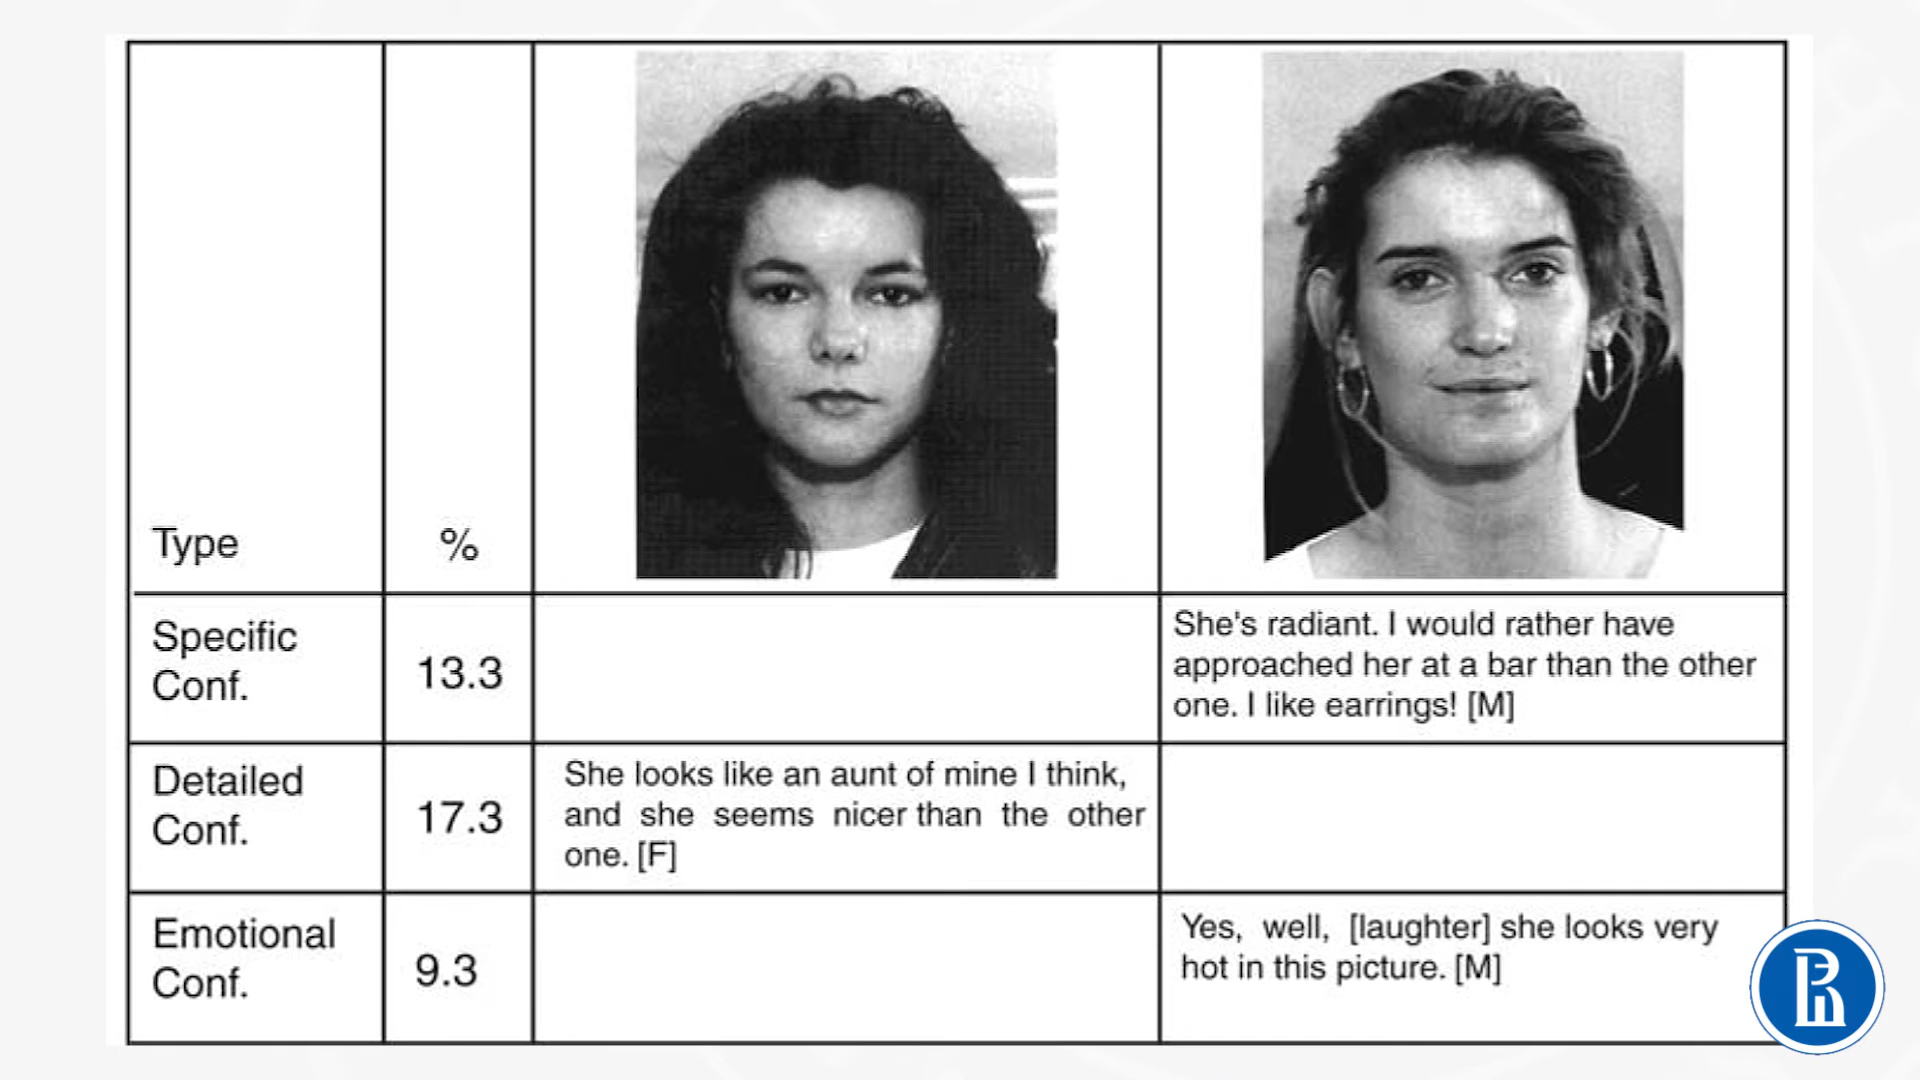 Type
%
Specific
Conf.
13.3
She's radiant. I would rather have
approached her at a bar than the other
one. I like earrings! [M]
Detailed
Conf.
17.3
She looks like an aunt of mine I think,
and she seems nicer than the other
one. [F]
Emotional
Conf.
9.3
Yes, well, [laughter] she looks very
hot in this picture. [M]